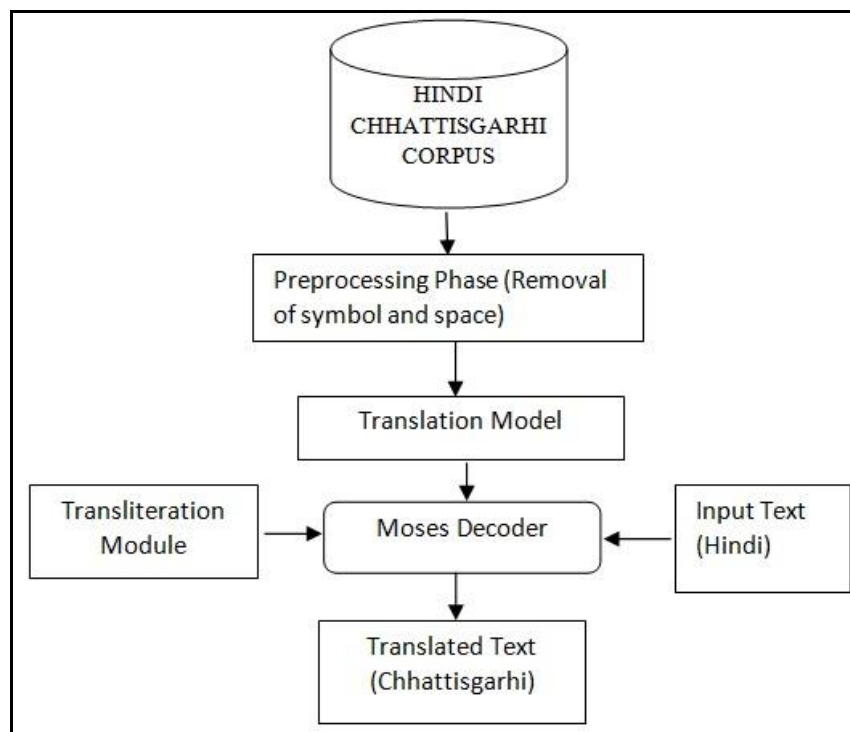 HINDI
CHHATTISGARHI
CORPUS
Preprocessing Phase (Removal
of symbol and space)
Translation Model
Transliteration
Module
Moses Decoder
Input Text
(Hindi)
Translated Text
(Chhattisgarhi)